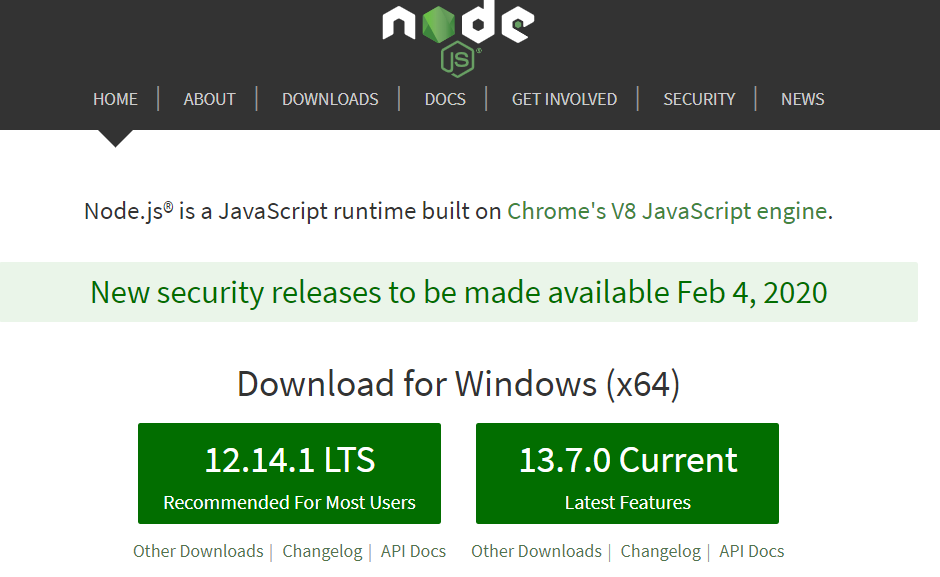 node
JS®
HOME | ABOUT | DOWNLOADS | DOCS | GET INVOLVED | SECURITY | NEWS
Node.js® is a JavaScript runtime built on Chrome's V8 JavaScript engine.
New security releases to be made available Feb 4, 2020
Download for Windows (x64)
12.14.1 LTS
Recommended For Most Users
13.7.0 Current
Latest Features
Other Downloads | Changelog | API Docs
Other Downloads | Changelog | API Docs